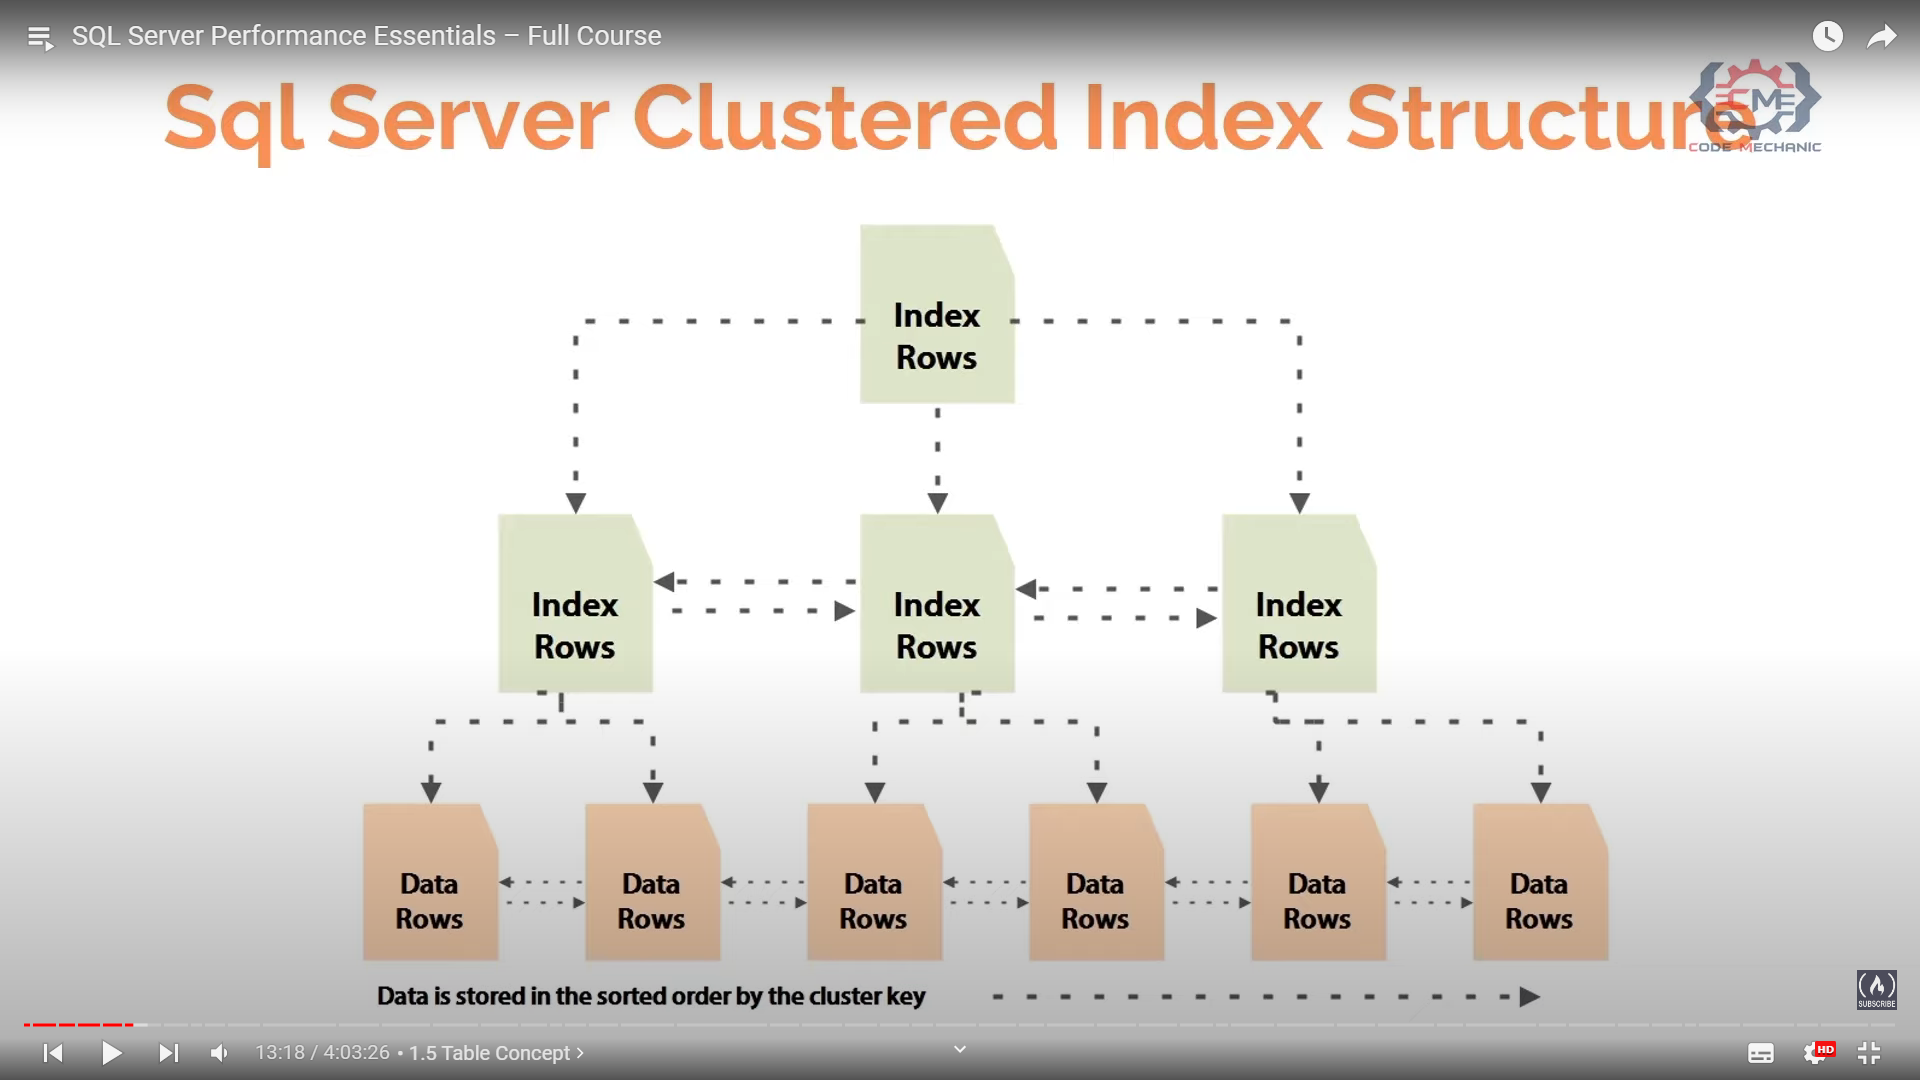 SQL Server Performance Essentials – Full Course
Sql Server Clustered Index Structure
CME
CODE MECHANIC
Index
Rows
Index
Rows
Index
Rows
Index
Rows
Data
Rows
Data
Rows
Data
Rows
Data
Rows
Data
Rows
Data
Rows
Data is stored in the sorted order by the cluster key
SUBSCRIBE
13:18 / 4:03:26 • 1.5 Table Concept ›
HD